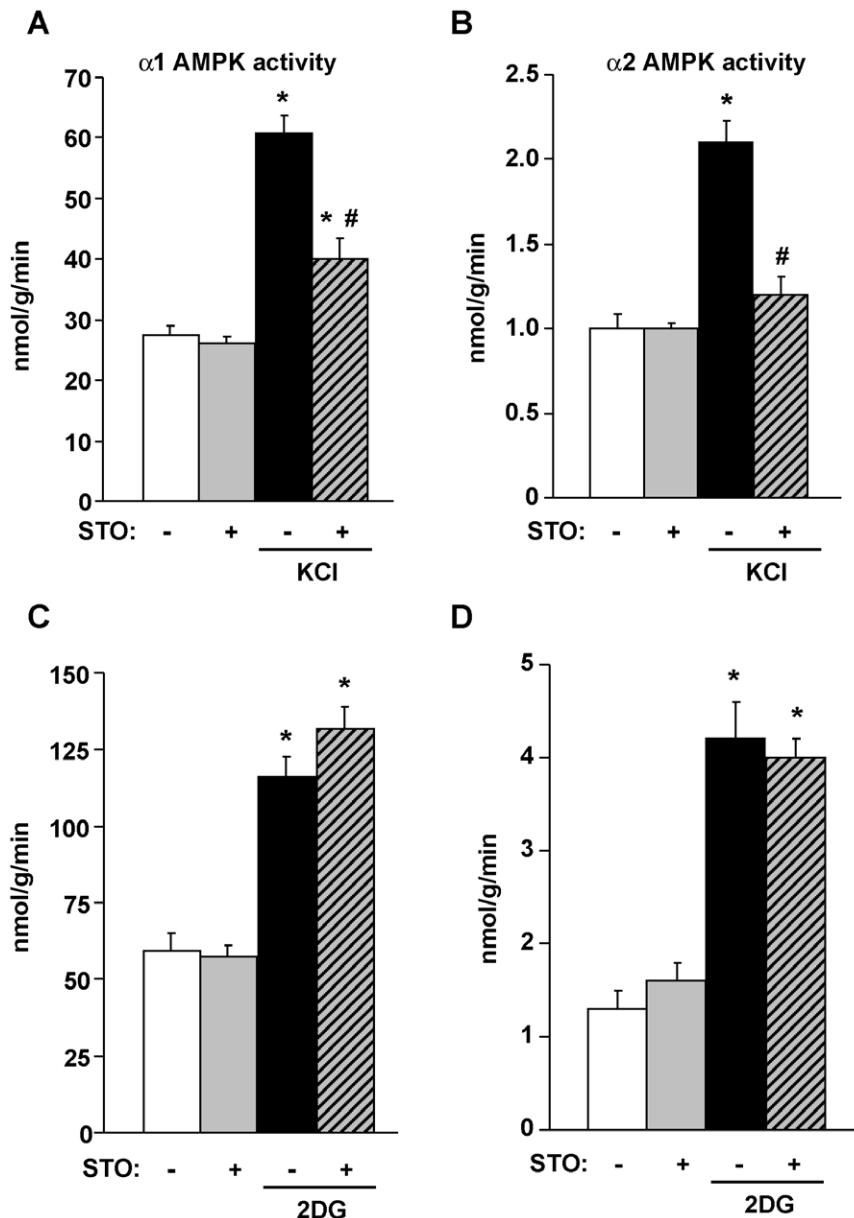 A
α1 AMPK activity
70
60
50
40
30
20
10
0
nmol/g/min
*
* #
STO: - + - +
KCl
B
α2 AMPK activity
2.5
2.0
1.5
1.0
0.5
0
nmol/g/min
*
#
STO: - + - +
KCl
C
150
125
100
75
50
25
0
nmol/g/min
*
*
STO: - + - +
2DG
D
5
4
3
2
1
0
nmol/g/min
*
*
STO: - + - +
2DG